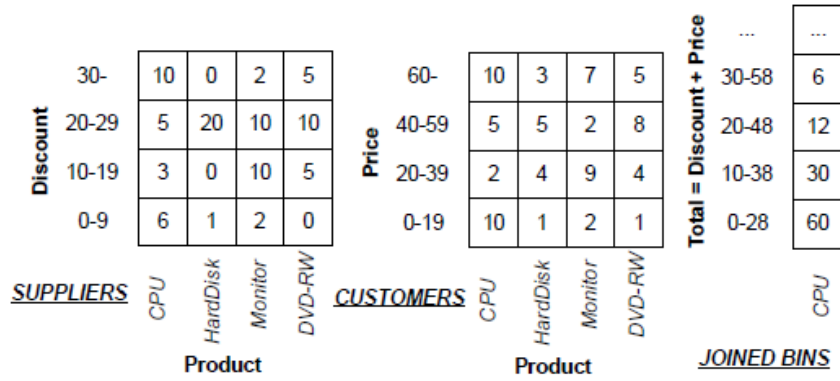 Discount
30- 10 0 2 5
20-29 5 20 10 10
10-19 3 0 10 5
0-9 6 1 2 0
CPU HardDisk Monitor DVD-RW
SUPPLIERS
Product
Price
60- 10 3 7 5
40-59 5 5 2 8
20-39 2 4 9 4
0-19 10 1 2 1
CPU HardDisk Monitor DVD-RW
CUSTOMERS
Product
Total = Discount + Price
... ...
30-58 6
20-48 12
10-38 30
0-28 60
CPU
JOINED BINS